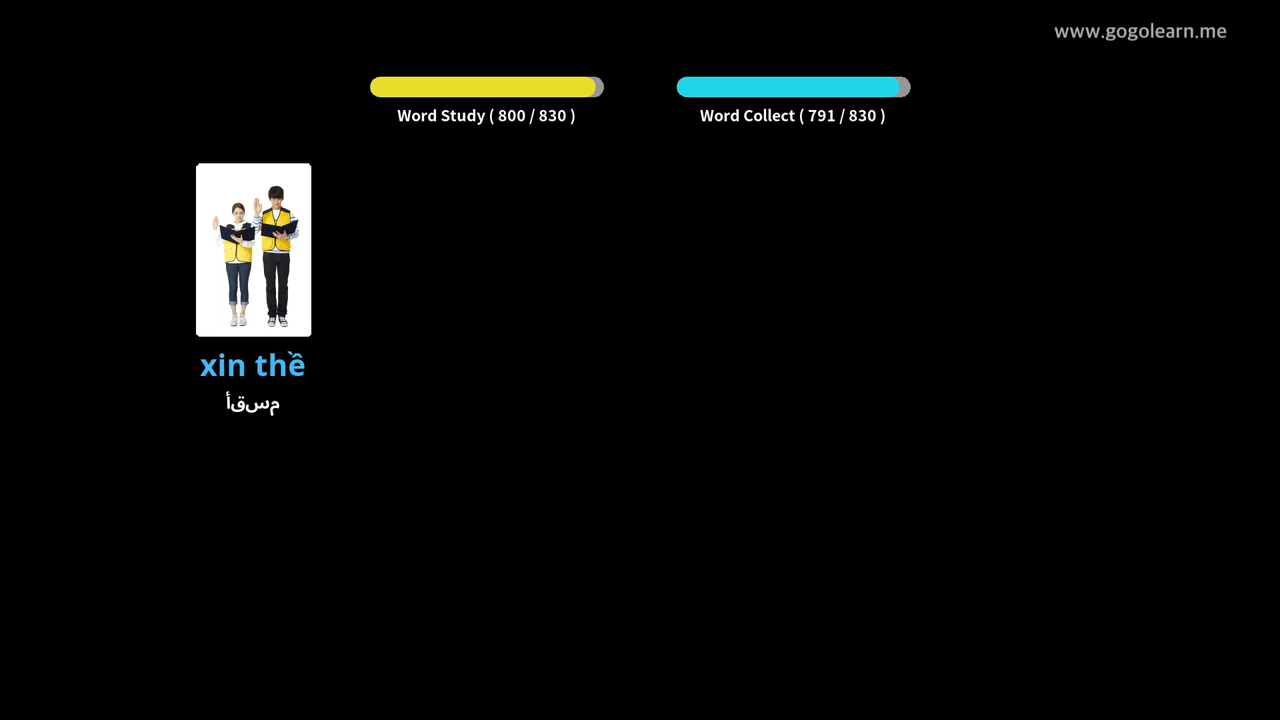 www.gogolearn.me
Word Study ( 800 / 830 )
Word Collect ( 791 / 830 )
xin thề
مسقأ